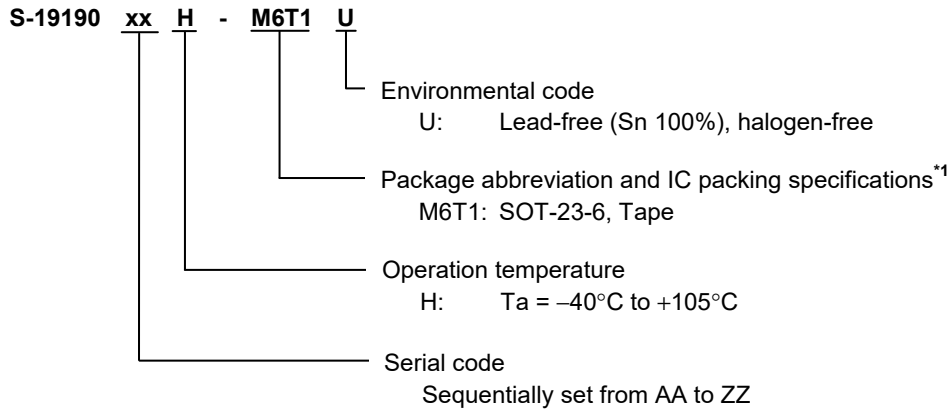 S-19190 xx H - M6T1 U
Environmental code
U: Lead-free (Sn 100%), halogen-free
Package abbreviation and IC packing specifications*1
M6T1: SOT-23-6, Tape
Operation temperature
H: Ta = −40°C to +105°C
Serial code
Sequentially set from AA to ZZ